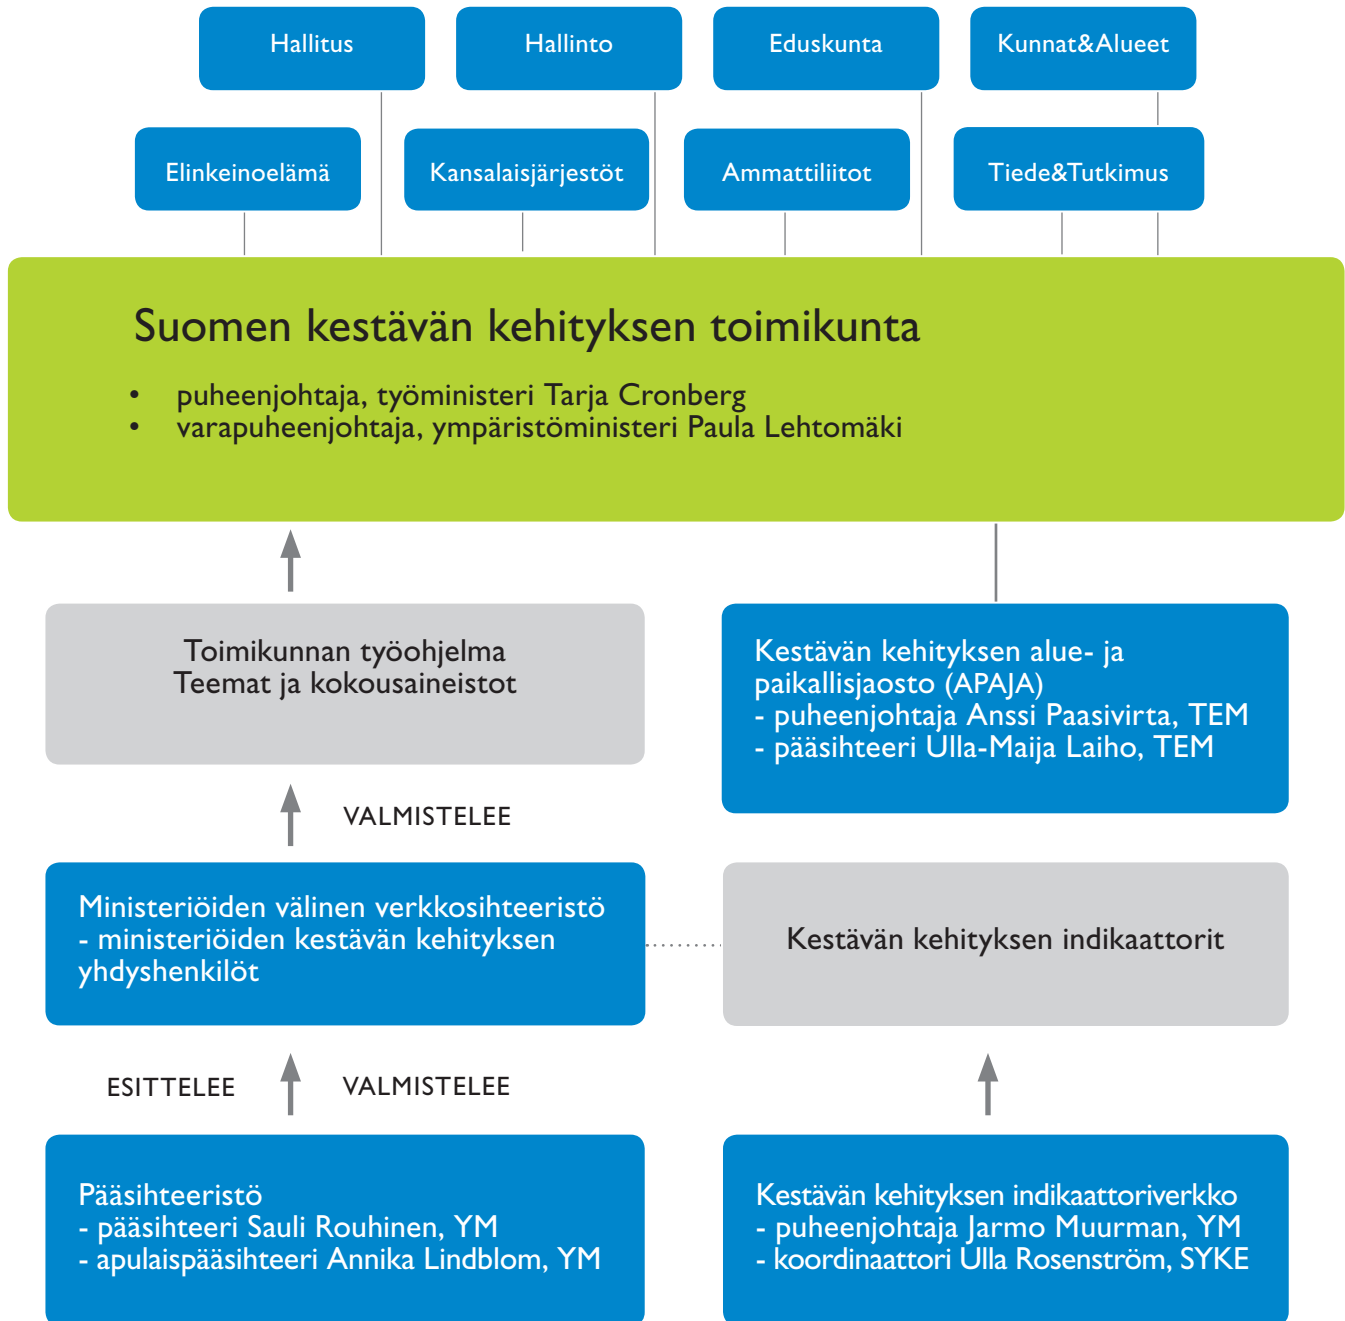 Hallitus
Hallinto
Eduskunta
Kunnat&Alueet
Elinkeinoelämä
Kansalaisjärjestöt
Ammattiliitot
Tiede&Tutkimus
Suomen kestävän kehityksen toimikunta
• puheenjohtaja, työministeri Tarja Cronberg
• varapuheenjohtaja, ympäristöministeri Paula Lehtomäki
Toimikunnan työohjelma
Teemat ja kokousaineistot
Kestävän kehityksen alue- ja
paikallisjaosto (APAJA)
- puheenjohtaja Anssi Paasivirta, TEM
- pääsihteeri Ulla-Maija Laiho, TEM
VALMISTELEE
Ministeriöiden välinen verkkosihteeristö
- ministeriöiden kestävän kehityksen
yhdyshenkilöt
Kestävän kehityksen indikaattorit
ESITTELEE
VALMISTELEE
Pääsihteeristö
- pääsihteeri Sauli Rouhinen, YM
- apulaispääsihteeri Annika Lindblom, YM
Kestävän kehityksen indikaattoriverkko
- puheenjohtaja Jarmo Muurman, YM
- koordinaattori Ulla Rosenström, SYKE